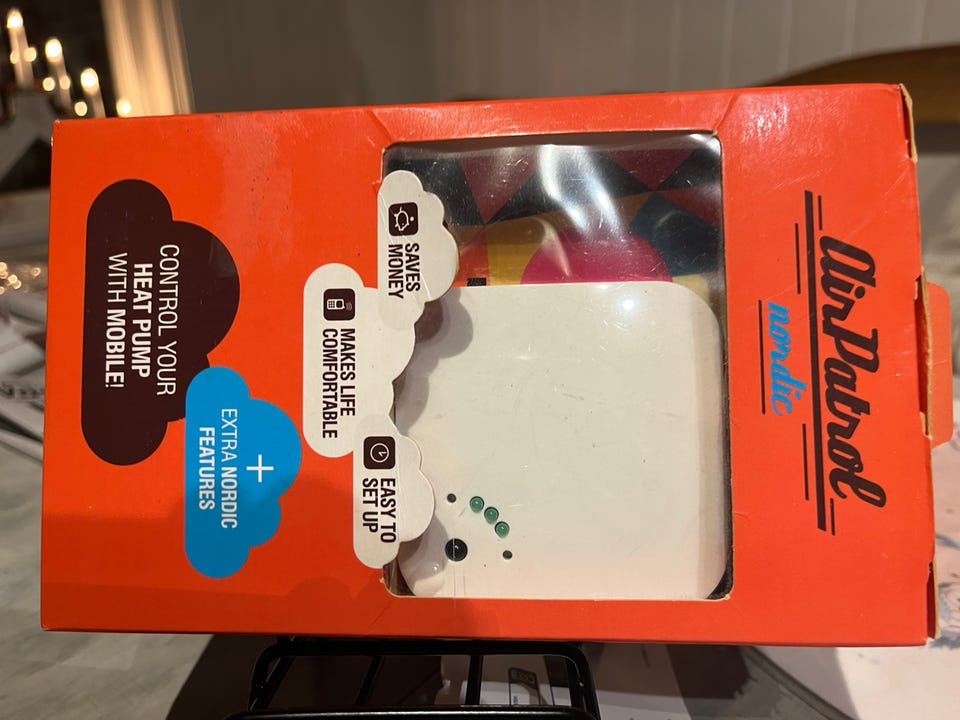 AirPatrol
nordic
SAVES
MONEY
MAKES LIFE
COMFORTABLE
EASY TO
SET UP
CONTROL YOUR
HEAT PUMP
WITH MOBILE!
+
EXTRA NORDIC
FEATURES